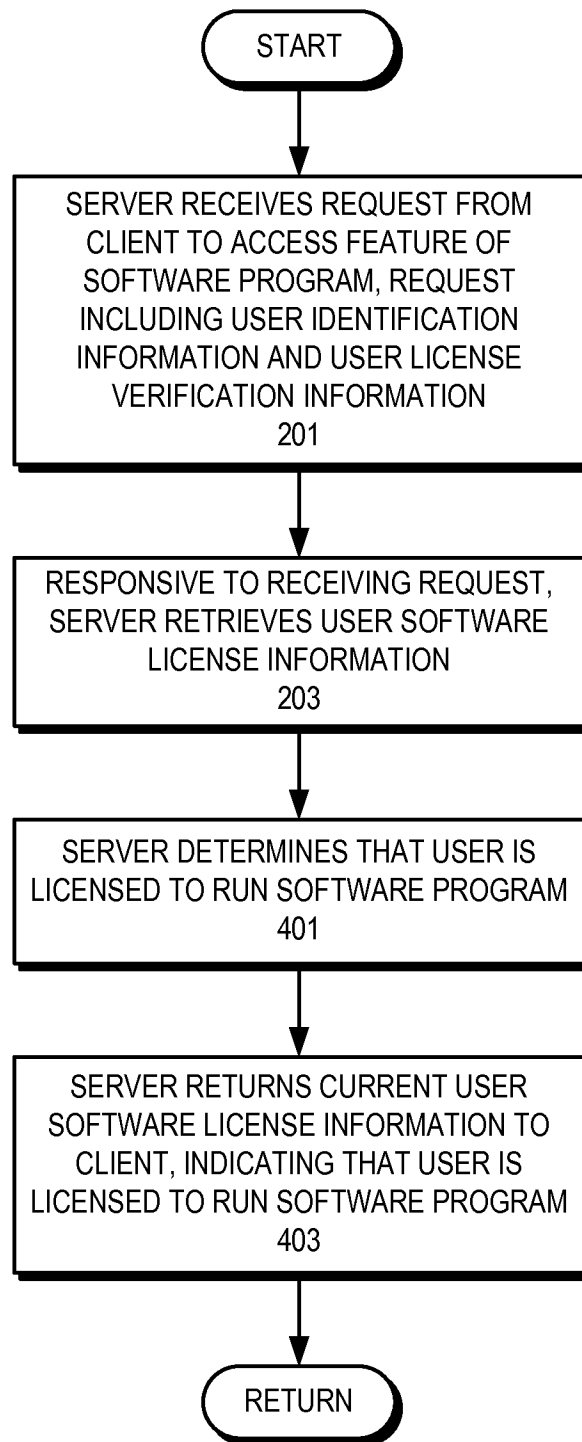 START
SERVER RECEIVES REQUEST FROM
CLIENT TO ACCESS FEATURE OF
SOFTWARE PROGRAM, REQUEST
INCLUDING USER IDENTIFICATION
INFORMATION AND USER LICENSE
VERIFICATION INFORMATION
201
RESPONSIVE TO RECEIVING REQUEST,
SERVER RETRIEVES USER SOFTWARE
LICENSE INFORMATION
203
SERVER DETERMINES THAT USER IS
LICENSED TO RUN SOFTWARE PROGRAM
401
SERVER RETURNS CURRENT USER
SOFTWARE LICENSE INFORMATION TO
CLIENT, INDICATING THAT USER IS
LICENSED TO RUN SOFTWARE PROGRAM
403
RETURN